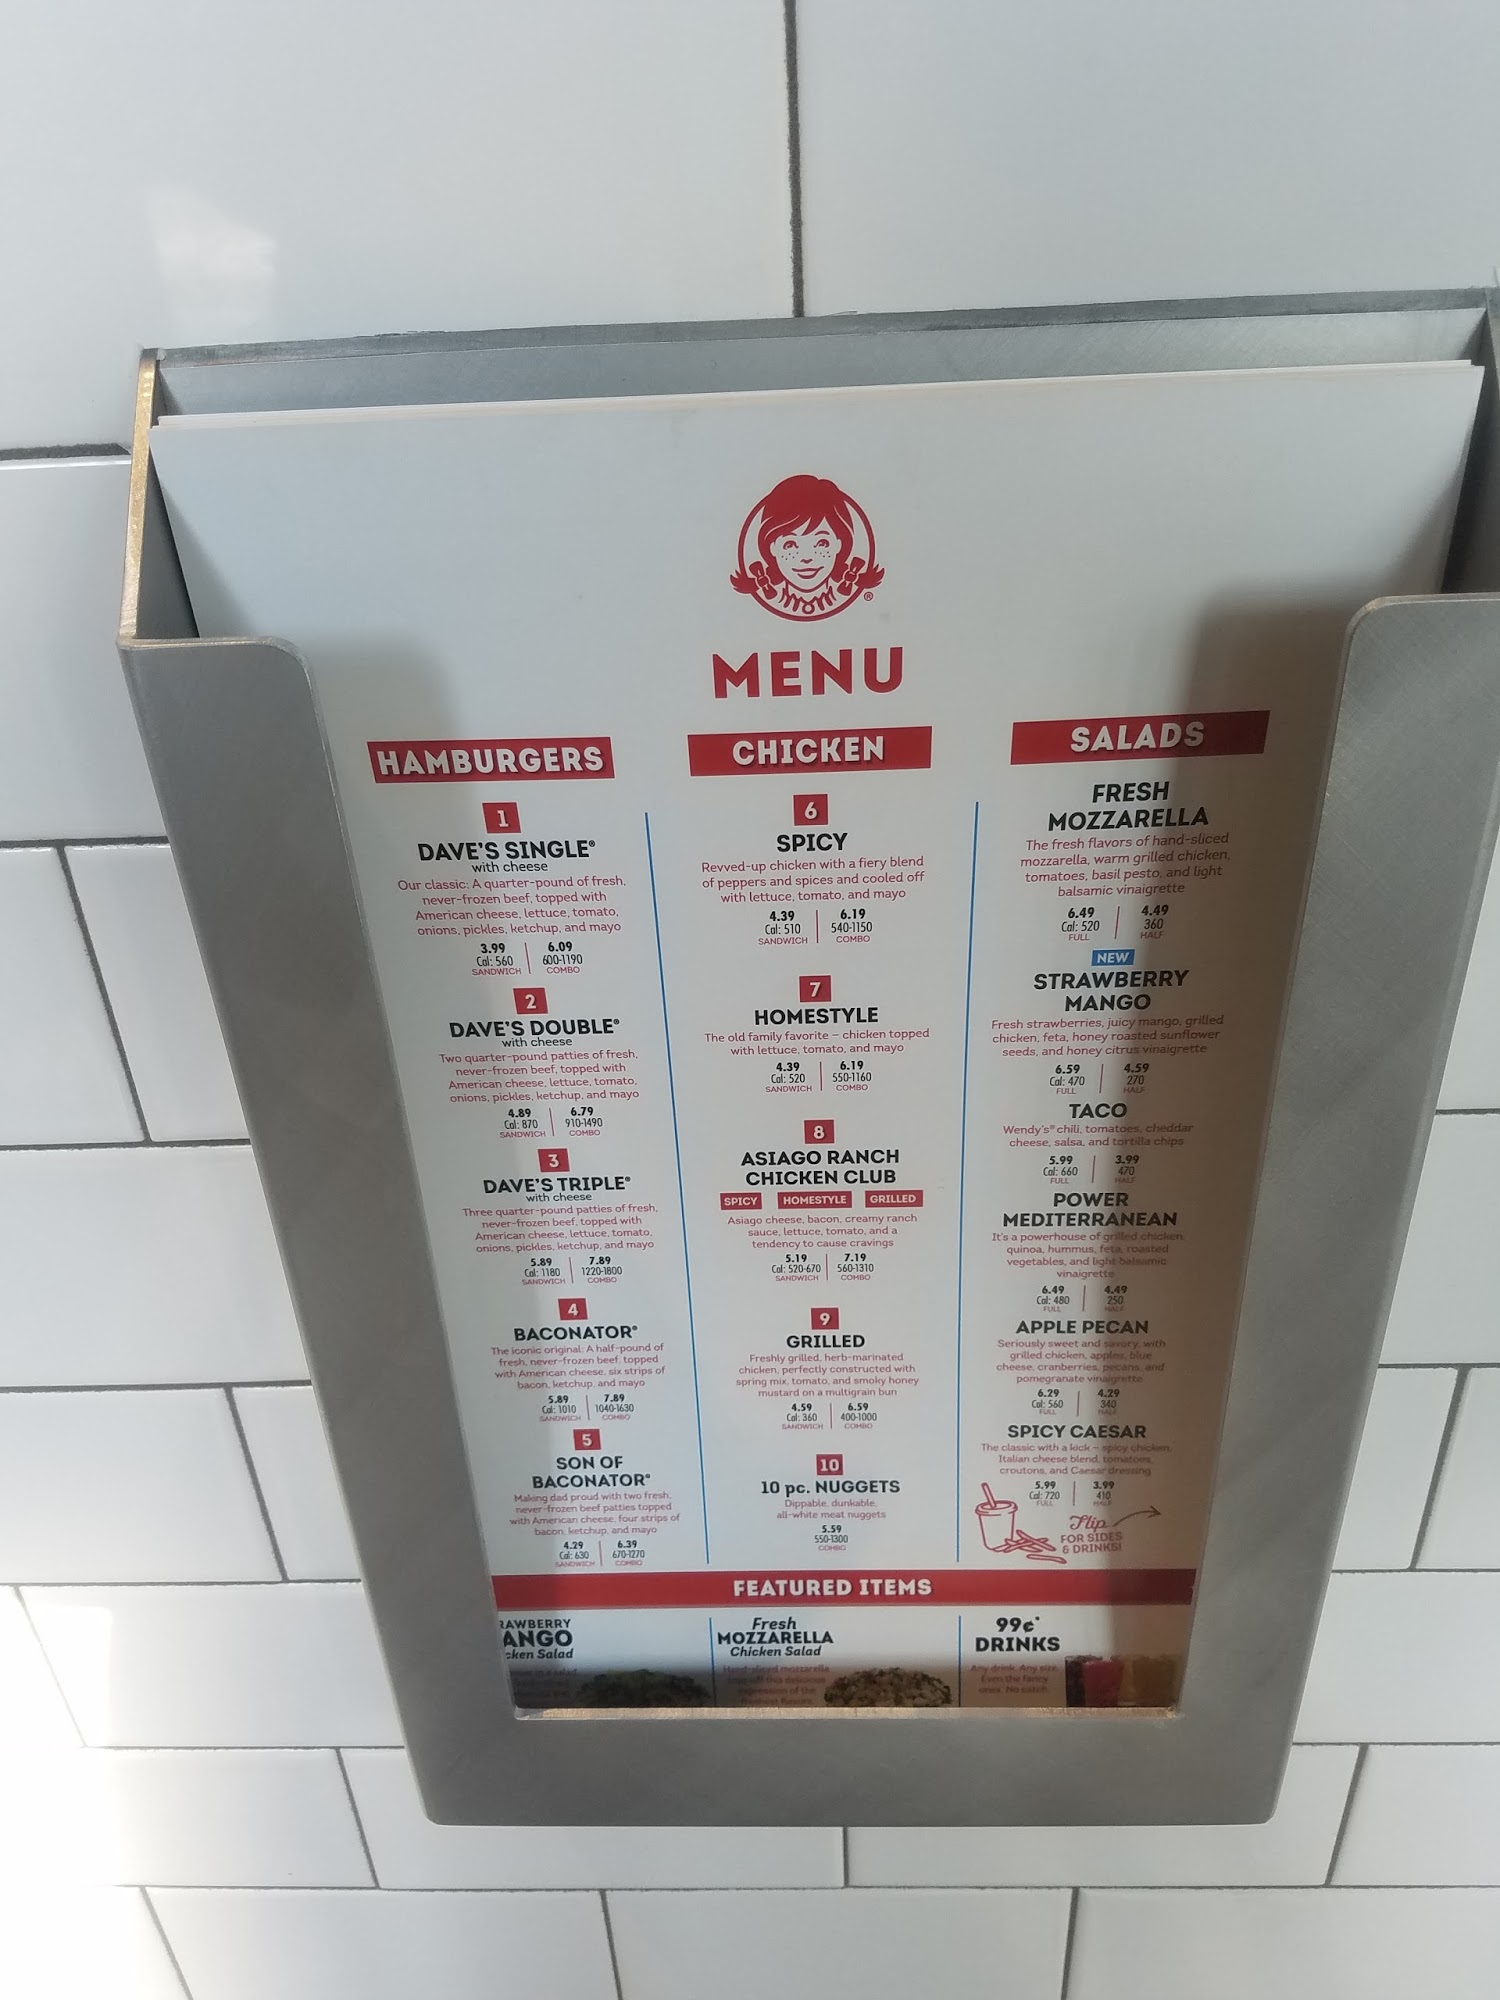 ®
MENU
HAMBURGERS
1
DAVE'S SINGLE®
with cheese
Our classic: A quarter-pound of fresh,
never-frozen beef, topped with
American cheese, lettuce, tomato,
onions, pickles, ketchup, and mayo
3.99 6.09
Cal: 560 600-1190
SANDWICH COMBO
2
DAVE'S DOUBLE®
with cheese
Two quarter-pound patties of fresh,
never-frozen beef, topped with
American cheese, lettuce, tomato,
onions, pickles, ketchup, and mayo
4.89 6.79
Cal: 870 910-1490
SANDWICH COMBO
3
DAVE'S TRIPLE®
with cheese
Three quarter-pound patties of fresh,
never-frozen beef, topped with
American cheese, lettuce, tomato,
onions, pickles, ketchup, and mayo
5.89 7.89
Cal: 1180 1220-1800
SANDWICH COMBO
4
BACONATOR®
The iconic original: A half-pound of
fresh, never-frozen beef, topped
with American cheese, six strips of
bacon, ketchup, and mayo
5.89 7.89
Cal: 1010 1040-1630
SANDWICH COMBO
5
SON OF
BACONATOR®
Making dad proud with two fresh,
never-frozen beef patties topped
with American cheese, four strips of
bacon, ketchup, and mayo
4.29 6.39
Cal: 630 670-1270
SANDWICH COMBO
CHICKEN
6
SPICY
Revved-up chicken with a fiery blend
of peppers and spices and cooled off
with lettuce, tomato, and mayo
4.39 6.19
Cal: 510 540-1150
SANDWICH COMBO
7
HOMESTYLE
The old family favorite – chicken topped
with lettuce, tomato, and mayo
4.39 6.19
Cal: 520 550-1160
SANDWICH COMBO
8
ASIAGO RANCH
CHICKEN CLUB
SPICY HOMESTYLE GRILLED
Asiago cheese, bacon, creamy ranch
sauce, lettuce, tomato, and a
tendency to cause cravings
5.19 7.19
Cal: 520-670 560-1310
SANDWICH COMBO
9
GRILLED
Freshly grilled, herb-marinated
chicken, perfectly constructed with
spring mix, tomato, and smoky honey
mustard on a multigrain bun
4.59 6.59
Cal: 360 400-1000
SANDWICH COMBO
10
10 pc. NUGGETS
Dippable, dunkable,
all-white meat nuggets
5.59
550-1300
COMBO
SALADS
FRESH
MOZZARELLA
The fresh flavors of hand-sliced
mozzarella, warm grilled chicken,
tomatoes, basil pesto, and light
balsamic vinaigrette
6.49 4.49
Cal: 520 360
FULL HALF
NEW
STRAWBERRY
MANGO
Fresh strawberries, juicy mango, grilled
chicken, feta, honey roasted sunflower
seeds, and honey citrus vinaigrette
6.59 4.59
Cal: 470 270
FULL HALF
TACO
Wendy's® chili, tomatoes, cheddar
cheese, salsa, and tortilla chips
5.99 3.99
Cal: 660 470
FULL HALF
POWER
MEDITERRANEAN
It's a powerhouse of grilled chicken,
quinoa, hummus, feta, roasted
vegetables, and light balsamic
vinaigrette
6.49 4.49
Cal: 480 250
FULL HALF
APPLE PECAN
Seriously sweet and savory, with
grilled chicken, apples, blue
cheese, cranberries, pecans, and
pomegranate vinaigrette
6.29 4.29
Cal: 560 340
FULL HALF
SPICY CAESAR
The classic with a kick – spicy chicken,
Italian cheese blend, tomatoes,
croutons, and Caesar dressing
5.99 3.99
Cal: 720 410
FULL HALF
Flip
FOR SIDES
& DRINKS!
FEATURED ITEMS
RAWBERRY
ANGO
cken Salad
Fresh
MOZZARELLA
Chicken Salad
Hand-sliced mozzarella
this delicious
expression of the
freshest flavors.
99¢*
DRINKS
Any drink. Any size.
Even the fancy
ones. No catch.